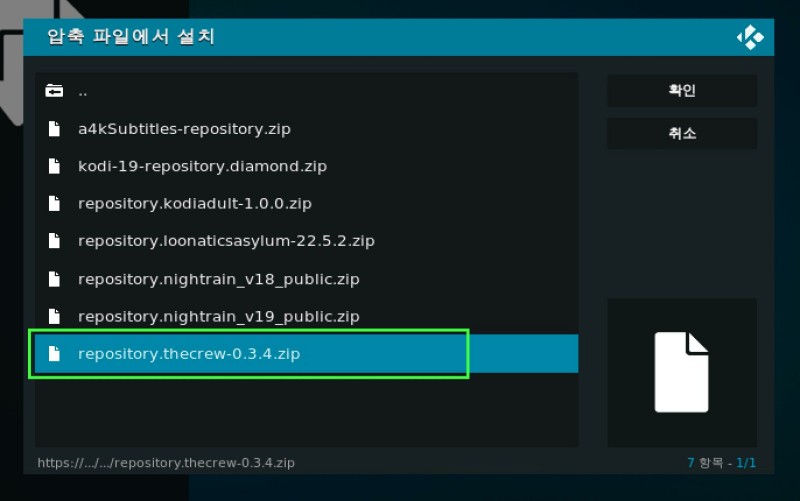 압축 파일에서 설치
..
a4kSubtitles-repository.zip
kodi-19-repository.diamond.zip
repository.kodiadult-1.0.0.zip
repository.loonaticsasylum-22.5.2.zip
repository.nightrain_v18_public.zip
repository.nightrain_v19_public.zip
repository.thecrew-0.3.4.zip
확인
취소
https://.../.../repository.thecrew-0.3.4.zip
7 항목 - 1/1